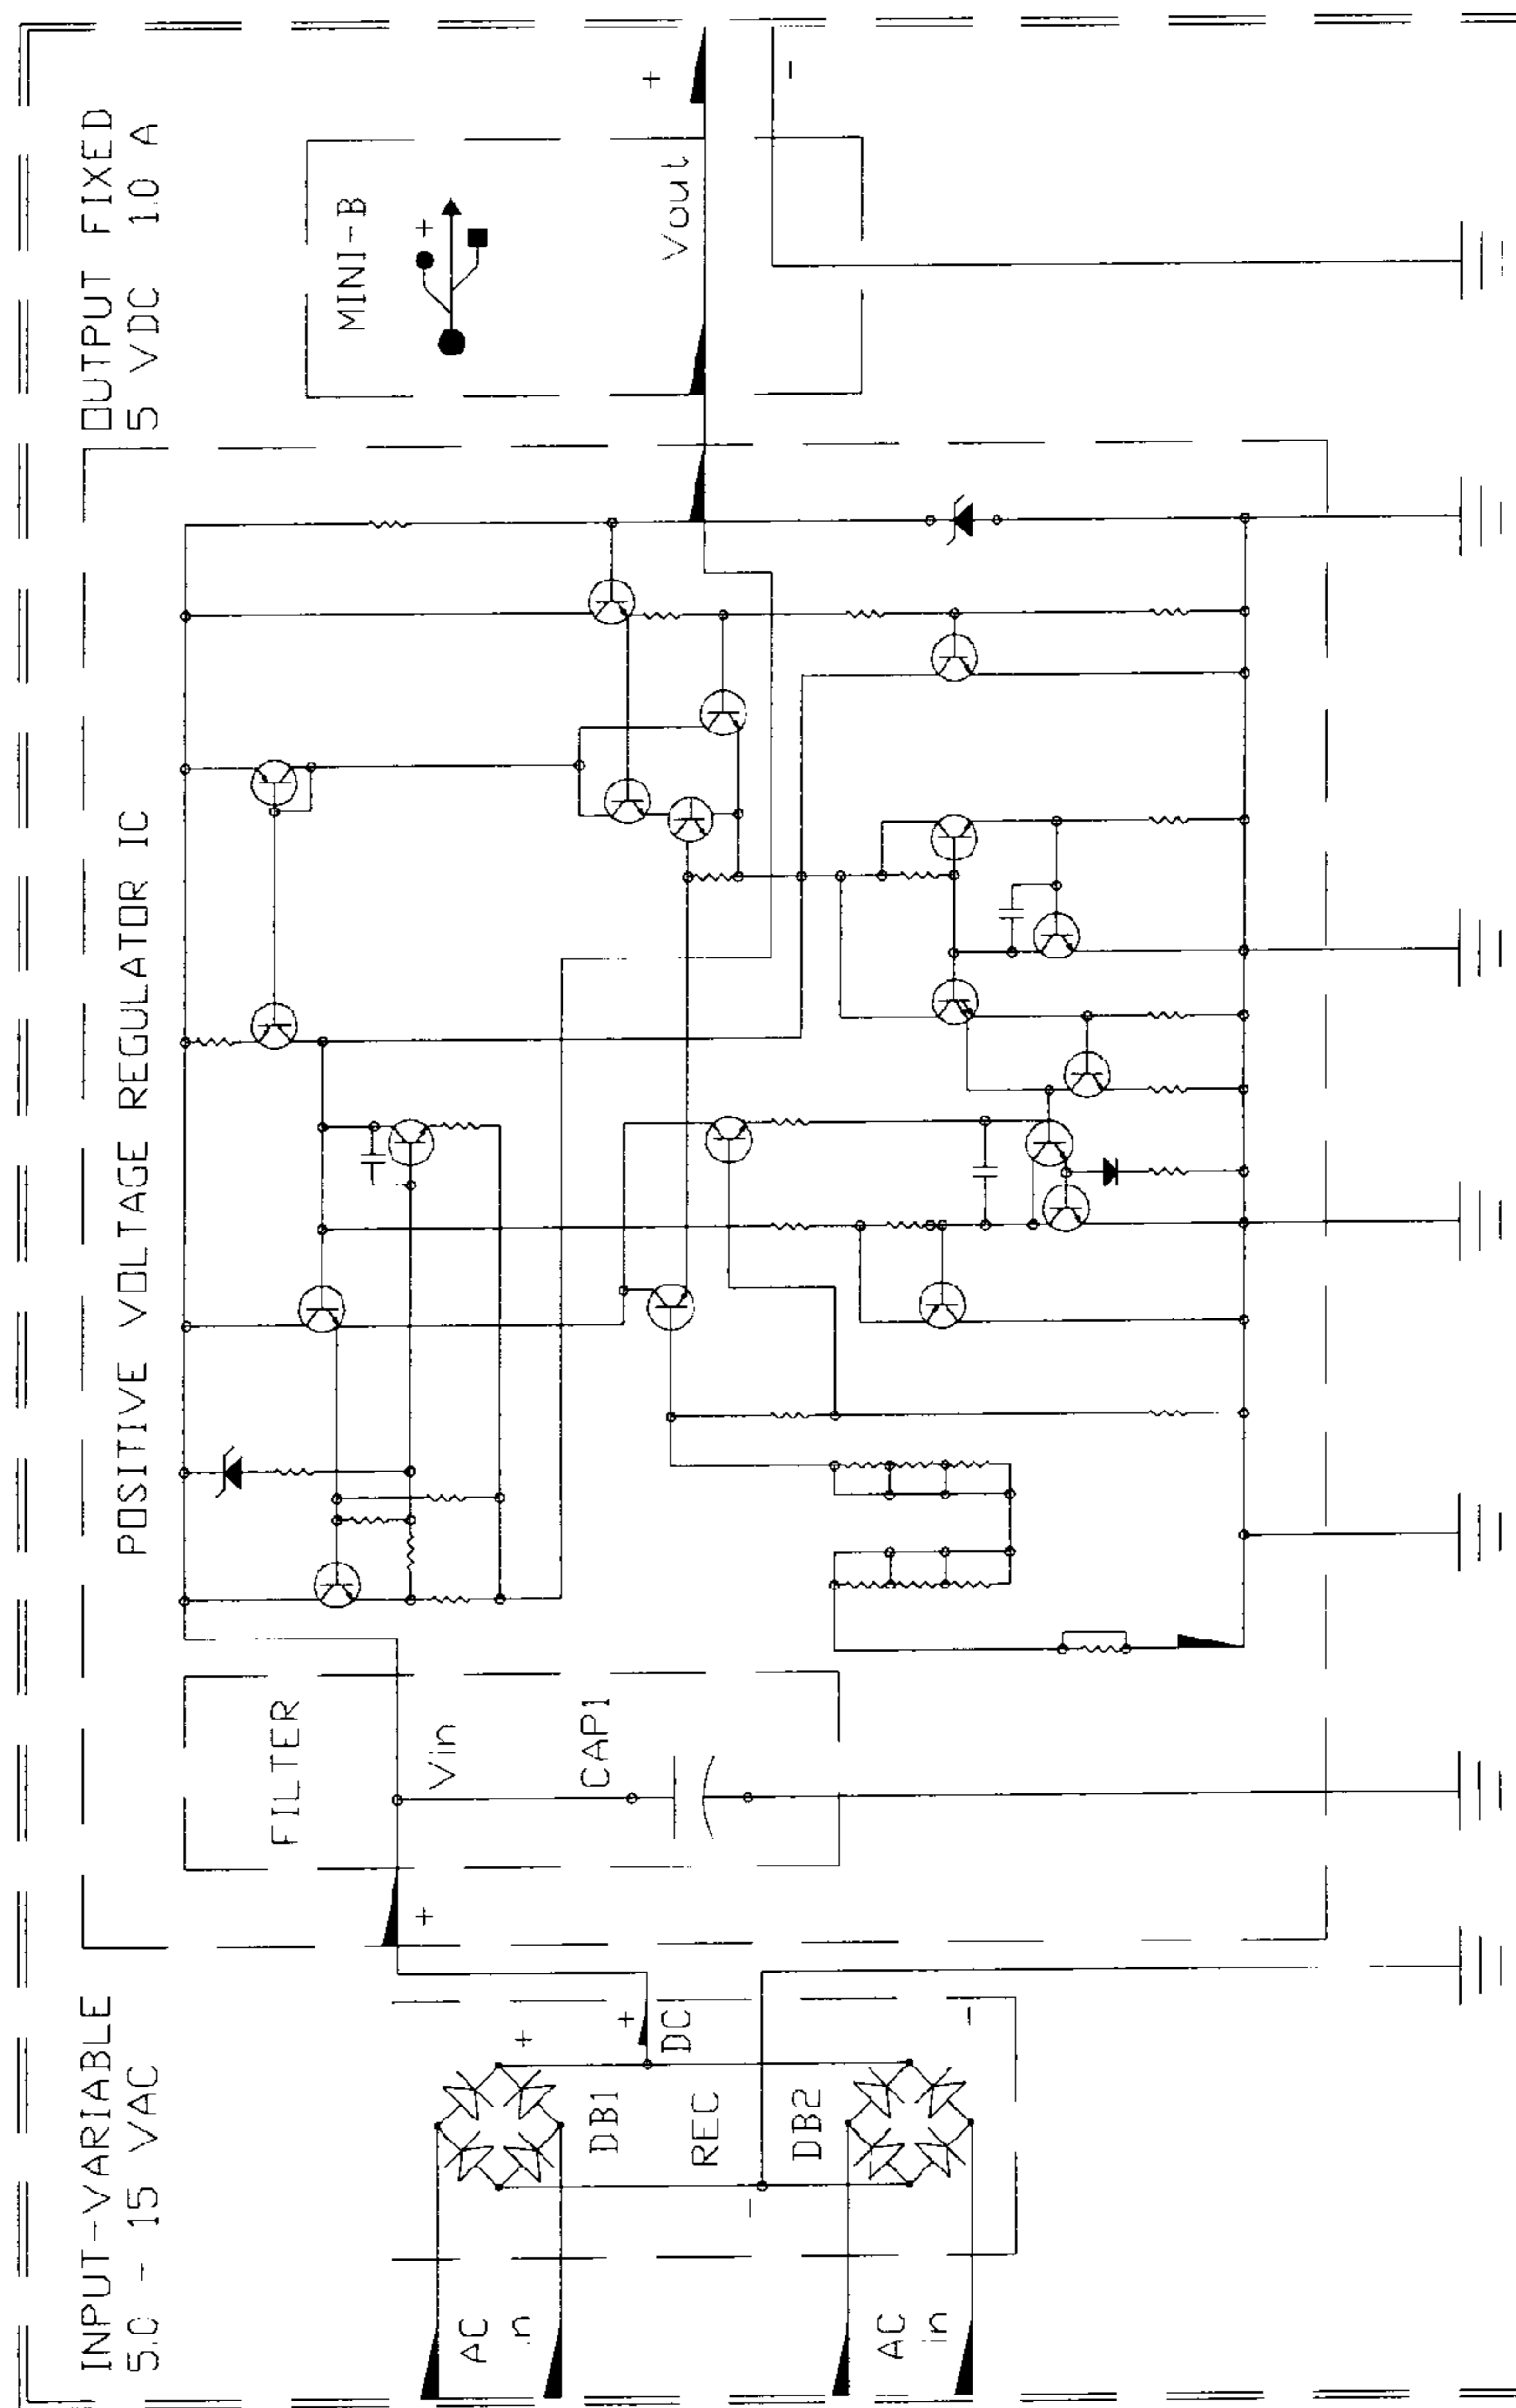 INPUT-VARIABLE
5.0 - 15 VAC
POSITIVE VOLTAGE REGULATOR IC
OUTPUT FIXED
5 VDC 1.0 A
FILTER
Vin
CAP1
+
MINI-B
+
Vout
+
-
AC
in
AC
in
DB1
REC
DB2
DC
+
+
-
-